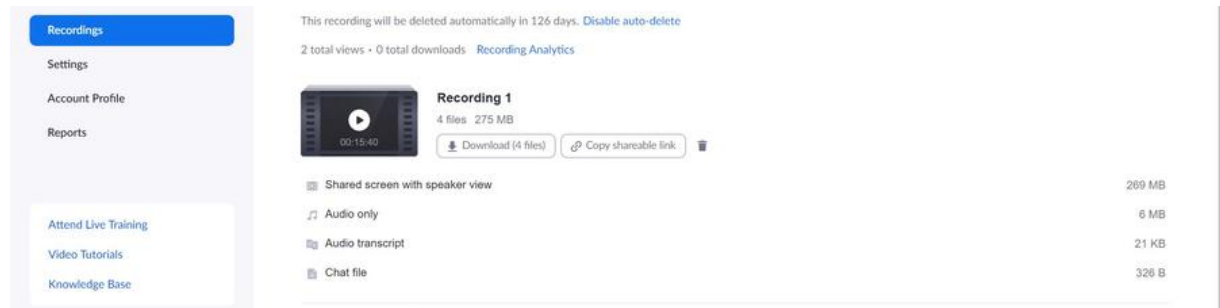 Recordings
Settings
Account Profile
Reports
Attend Live Training
Video Tutorials
Knowledge Base
This recording will be deleted automatically in 126 days. Disable auto-delete
2 total views • 0 total downloads Recording Analytics
00:15:40
Recording 1
4 files 275 MB
Download (4 files) Copy shareable link
Shared screen with speaker view 269 MB
Audio only 6 MB
Audio transcript 21 KB
Chat file 326 B